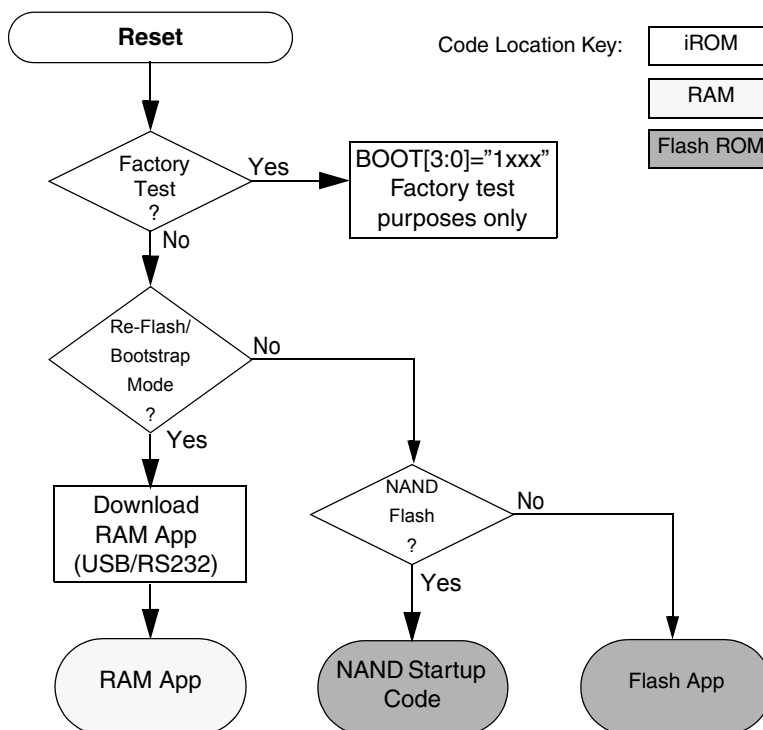 Reset
Code Location Key:
iROM
RAM
Flash ROM
Factory
Test
?
Yes
BOOT[3:0]=”1xxx”
Factory test
purposes only
No
Re-Flash/
Bootstrap
Mode
?
No
Yes
Download
RAM App
(USB/RS232)
NAND
Flash
?
No
Yes
RAM App
NAND Startup
Code
Flash App